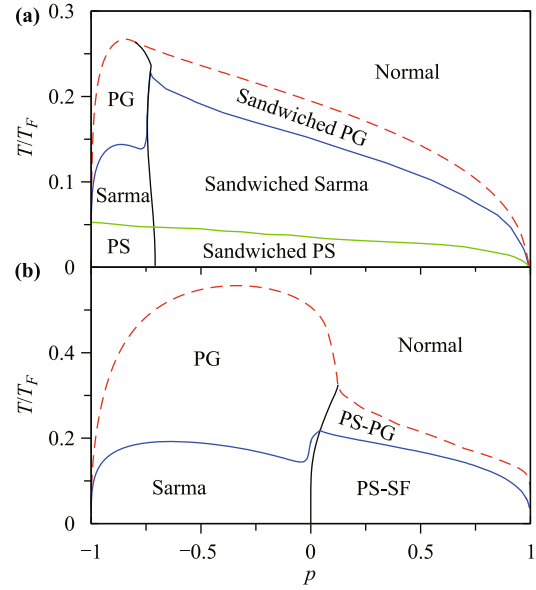 (a)
0.3
0.2
0.1
0
T/T_F
PG
Normal
Sandwiched PG
Sarma
Sandwiched Sarma
PS
Sandwiched PS
(b)
0.4
0.2
0
T/T_F
PG
Normal
PS-PG
Sarma
PS-SF
−1
−0.5
0
0.5
1
p